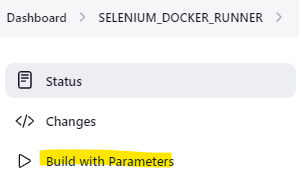 Dashboard > SELENIUM_DOCKER_RUNNER >
Status
</> Changes
Build with Parameters